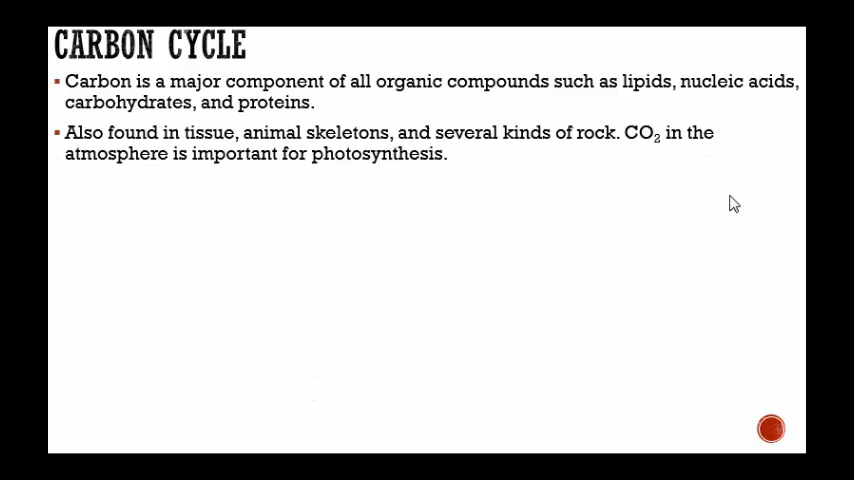 CARBON CYCLE
▪ Carbon is a major component of all organic compounds such as lipids, nucleic acids,
carbohydrates, and proteins.
▪ Also found in tissue, animal skeletons, and several kinds of rock. CO₂ in the
atmosphere is important for photosynthesis.